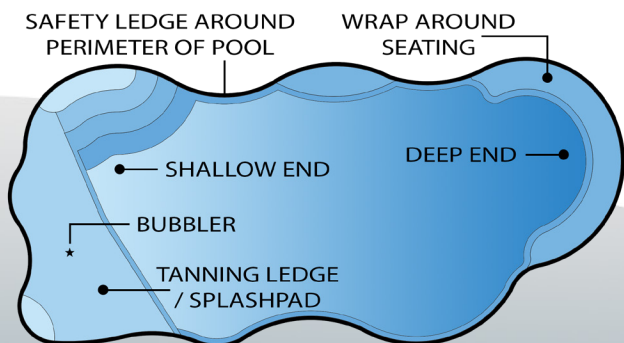 SAFETY LEDGE AROUND
PERIMETER OF POOL
WRAP AROUND
SEATING
SHALLOW END
DEEP END
BUBBLER
TANNING LEDGE
/ SPLASHPAD